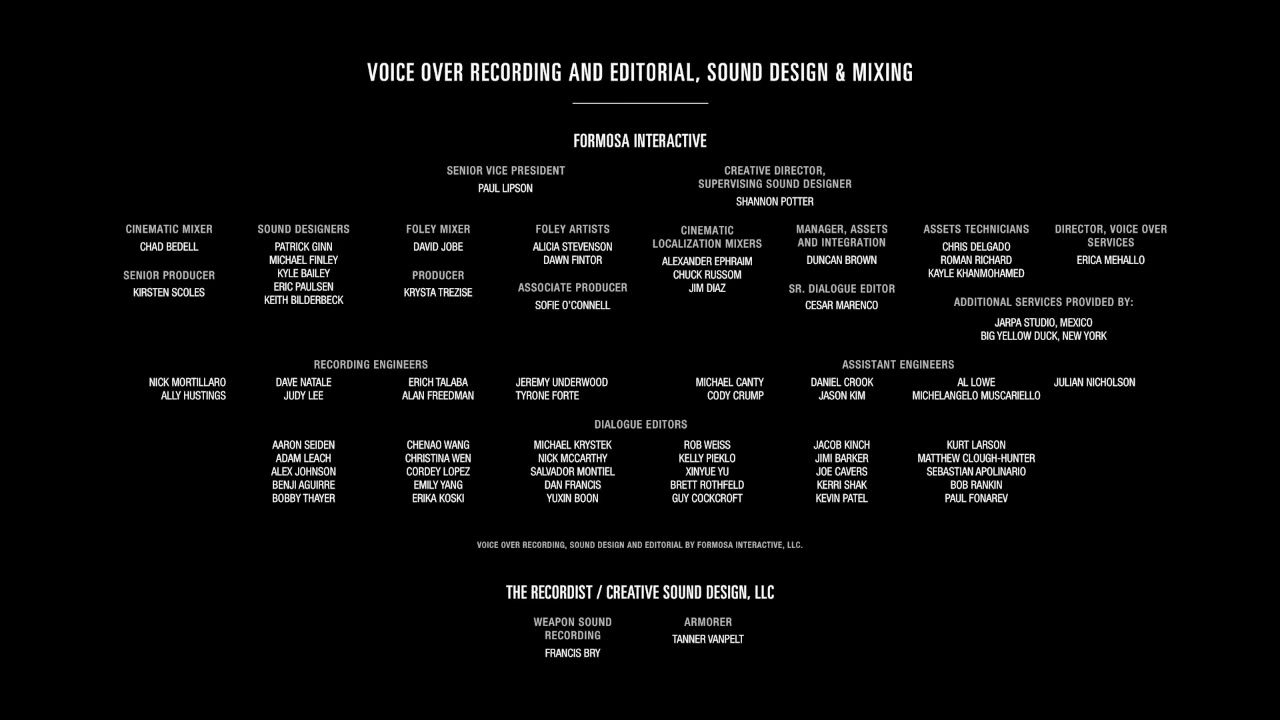 VOICE OVER RECORDING AND EDITORIAL, SOUND DESIGN & MIXING
FORMOSA INTERACTIVE
SENIOR VICE PRESIDENT
PAUL LIPSON
CREATIVE DIRECTOR,
SUPERVISING SOUND DESIGNER
SHANNON POTTER
CINEMATIC MIXER
CHAD BEDELL
SENIOR PRODUCER
KIRSTEN SCOLES
SOUND DESIGNERS
PATRICK GINN
MICHAEL FINLEY
KYLE BAILEY
ERIC PAULSEN
KEITH BILDERBECK
FOLEY MIXER
DAVID JOBE
PRODUCER
KRYSTA TREZISE
FOLEY ARTISTS
ALICIA STEVENSON
DAWN FINTOR
ASSOCIATE PRODUCER
SOFIE O'CONNELL
CINEMATIC
LOCALIZATION MIXERS
ALEXANDER EPHRAIM
CHUCK RUSSOM
JIM DIAZ
MANAGER, ASSETS
AND INTEGRATION
DUNCAN BROWN
SR. DIALOGUE EDITOR
CESAR MARENCO
ASSETS TECHNICIANS
CHRIS DELGADO
ROMAN RICHARD
KAYLE KHANMOHAMED
DIRECTOR, VOICE OVER
SERVICES
ERICA MEHALLO
ADDITIONAL SERVICES PROVIDED BY:
JARPA STUDIO, MEXICO
BIG YELLOW DUCK, NEW YORK
RECORDING ENGINEERS
NICK MORTILLARO
ALLY HUSTINGS
DAVE NATALE
JUDY LEE
ERICH TALABA
ALAN FREEDMAN
JEREMY UNDERWOOD
TYRONE FORTE
ASSISTANT ENGINEERS
MICHAEL CANTY
CODY CRUMP
DANIEL CROOK
JASON KIM
AL LOWE
MICHELANGELO MUSCARIELLO
JULIAN NICHOLSON
DIALOGUE EDITORS
AARON SEIDEN
ADAM LEACH
ALEX JOHNSON
BENJI AGUIRRE
BOBBY THAYER
CHENAO WANG
CHRISTINA WEN
CORDEY LOPEZ
EMILY YANG
ERIKA KOSKI
MICHAEL KRYSTEK
NICK MCCARTHY
SALVADOR MONTIEL
DAN FRANCIS
YUXIN BOON
ROB WEISS
KELLY PIEKLO
XINYUE YU
BRETT ROTHFELD
GUY COCKCROFT
JACOB KINCH
JIMI BARKER
JOE CAVERS
KERRI SHAK
KEVIN PATEL
KURT LARSON
MATTHEW CLOUGH-HUNTER
SEBASTIAN APOLINARIO
BOB RANKIN
PAUL FONAREV
VOICE OVER RECORDING, SOUND DESIGN AND EDITORIAL BY FORMOSA INTERACTIVE, LLC.
THE RECORDIST / CREATIVE SOUND DESIGN, LLC
WEAPON SOUND
RECORDING
FRANCIS BRY
ARMORER
TANNER VANPELT